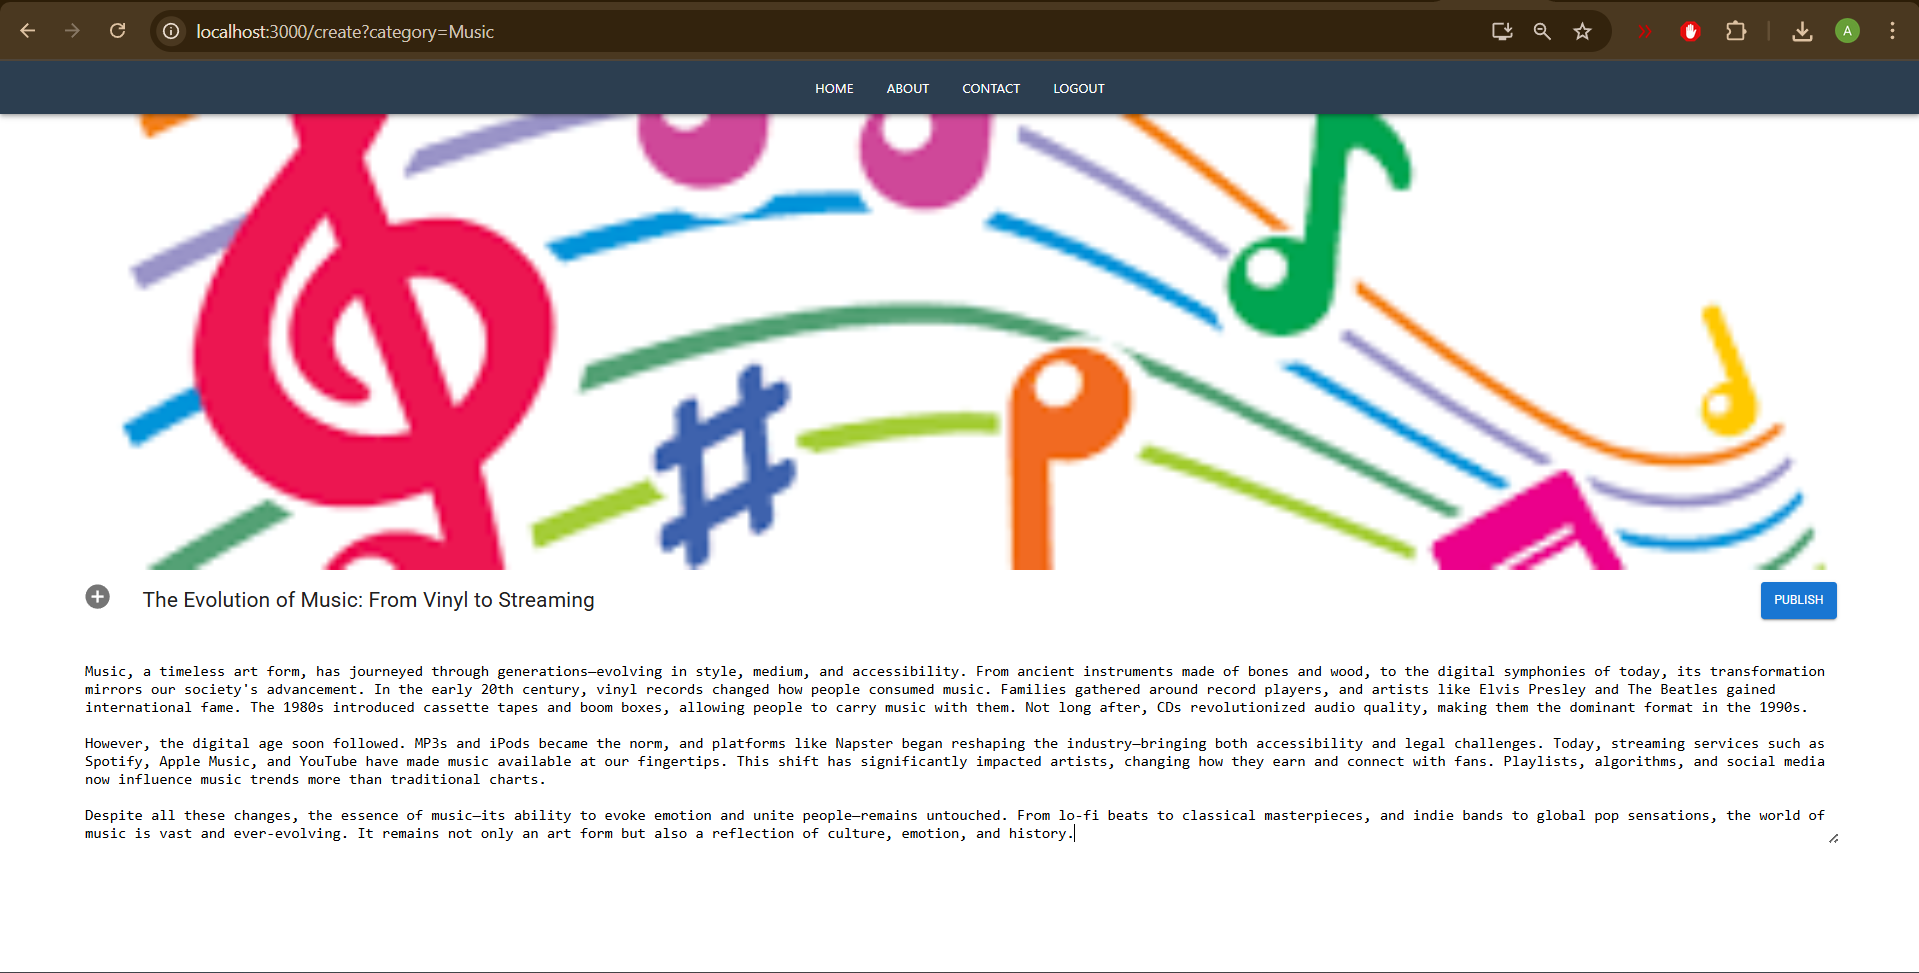 localhost:3000/create?category=Music
A
HOME ABOUT CONTACT LOGOUT
The Evolution of Music: From Vinyl to Streaming
PUBLISH
Music, a timeless art form, has journeyed through generations—evolving in style, medium, and accessibility. From ancient instruments made of bones and wood, to the digital symphonies of today, its transformation
mirrors our society's advancement. In the early 20th century, vinyl records changed how people consumed music. Families gathered around record players, and artists like Elvis Presley and The Beatles gained
international fame. The 1980s introduced cassette tapes and boom boxes, allowing people to carry music with them. Not long after, CDs revolutionized audio quality, making them the dominant format in the 1990s.
However, the digital age soon followed. MP3s and iPods became the norm, and platforms like Napster began reshaping the industry—bringing both accessibility and legal challenges. Today, streaming services such as
Spotify, Apple Music, and YouTube have made music available at our fingertips. This shift has significantly impacted artists, changing how they earn and connect with fans. Playlists, algorithms, and social media
now influence music trends more than traditional charts.
Despite all these changes, the essence of music—its ability to evoke emotion and unite people—remains untouched. From lo-fi beats to classical masterpieces, and indie bands to global pop sensations, the world of
music is vast and ever-evolving. It remains not only an art form but also a reflection of culture, emotion, and history.